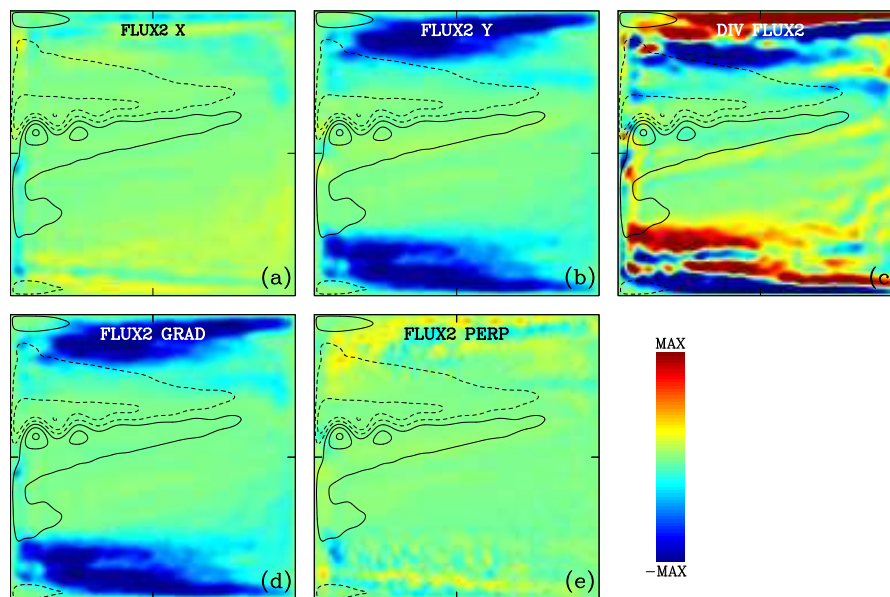 FLUX2 X
(a)
FLUX2 Y
(b)
DIV FLUX2
(c
FLUX2 GRAD
(d)
FLUX2 PERP
(e)
MAX
−MAX